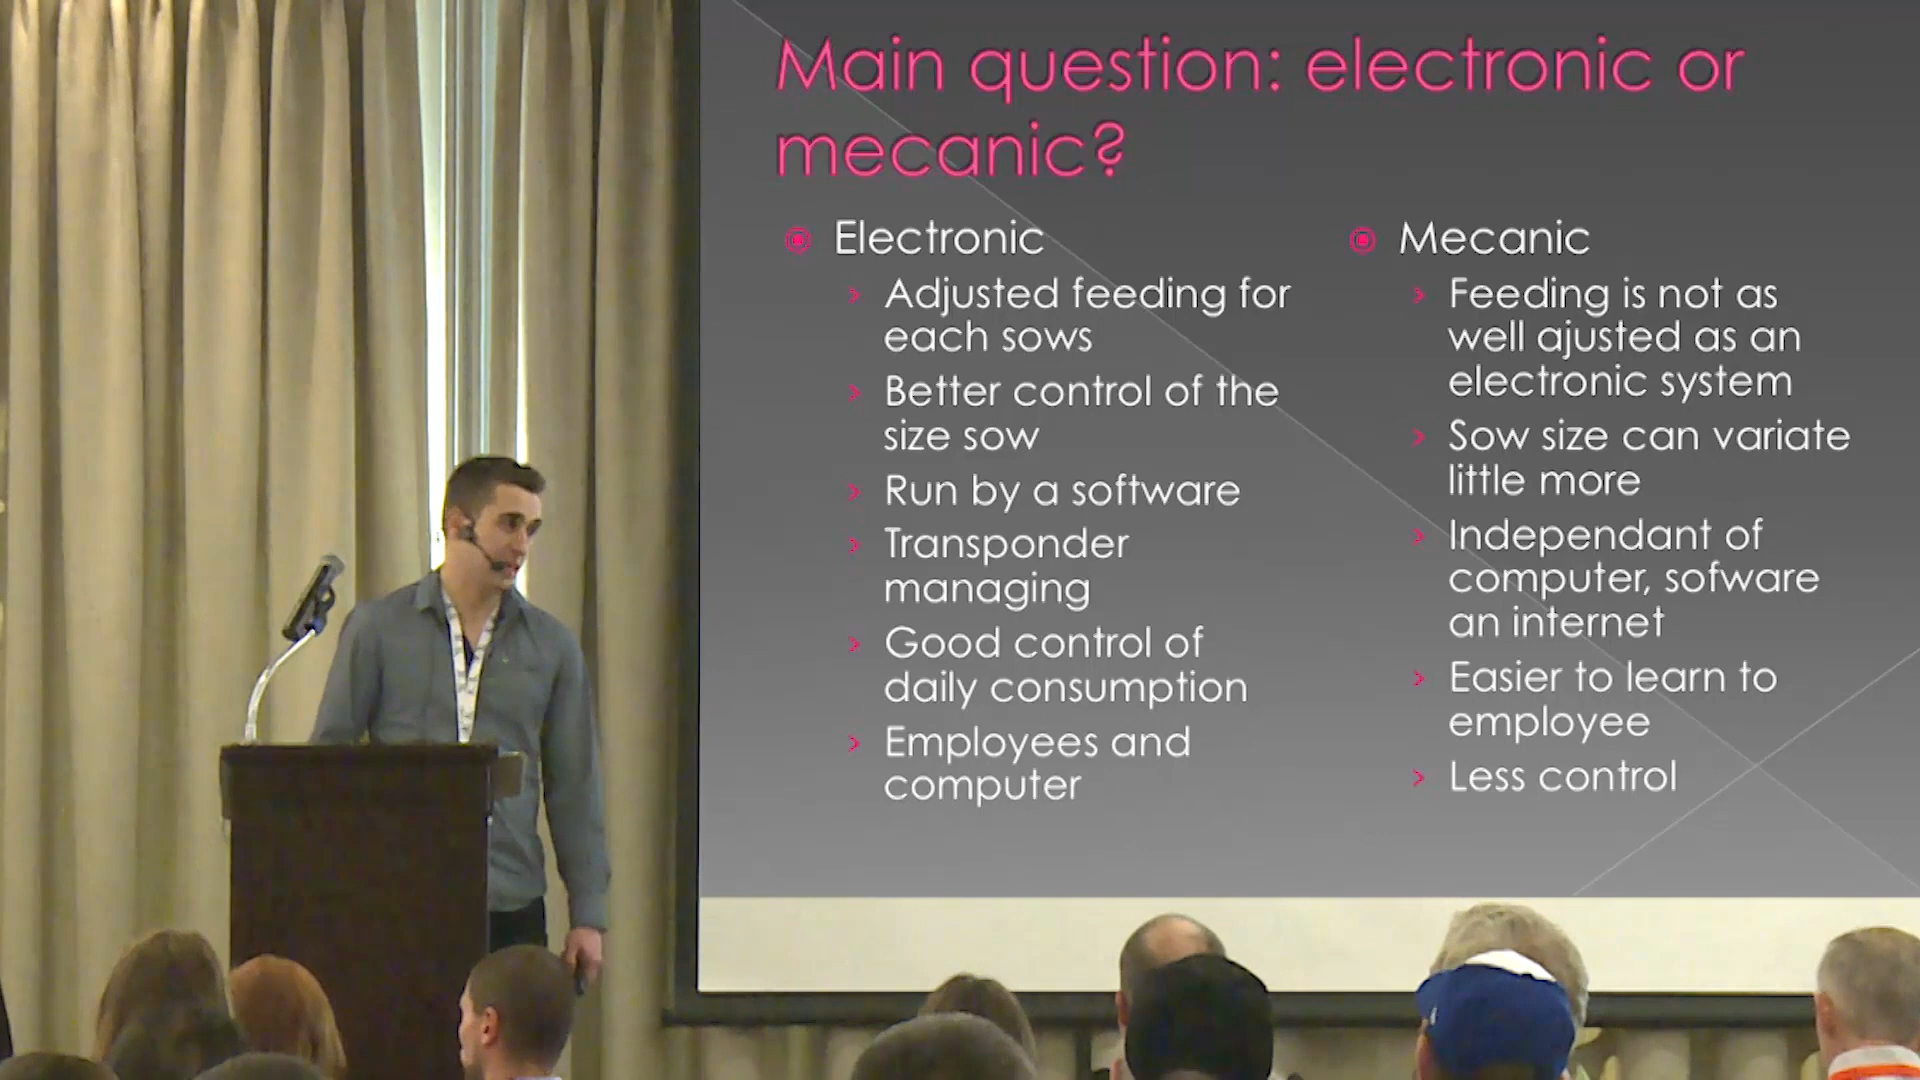 Main question: electronic or
mecanic?
Electronic
Adjusted feeding for
each sows
Better control of the
size sow
Run by a software
Transponder
managing
Good control of
daily consumption
Employees and
computer
Mecanic
Feeding is not as
well ajusted as an
electronic system
Sow size can variate
little more
Independant of
computer, sofware
an internet
Easier to learn to
employee
Less control